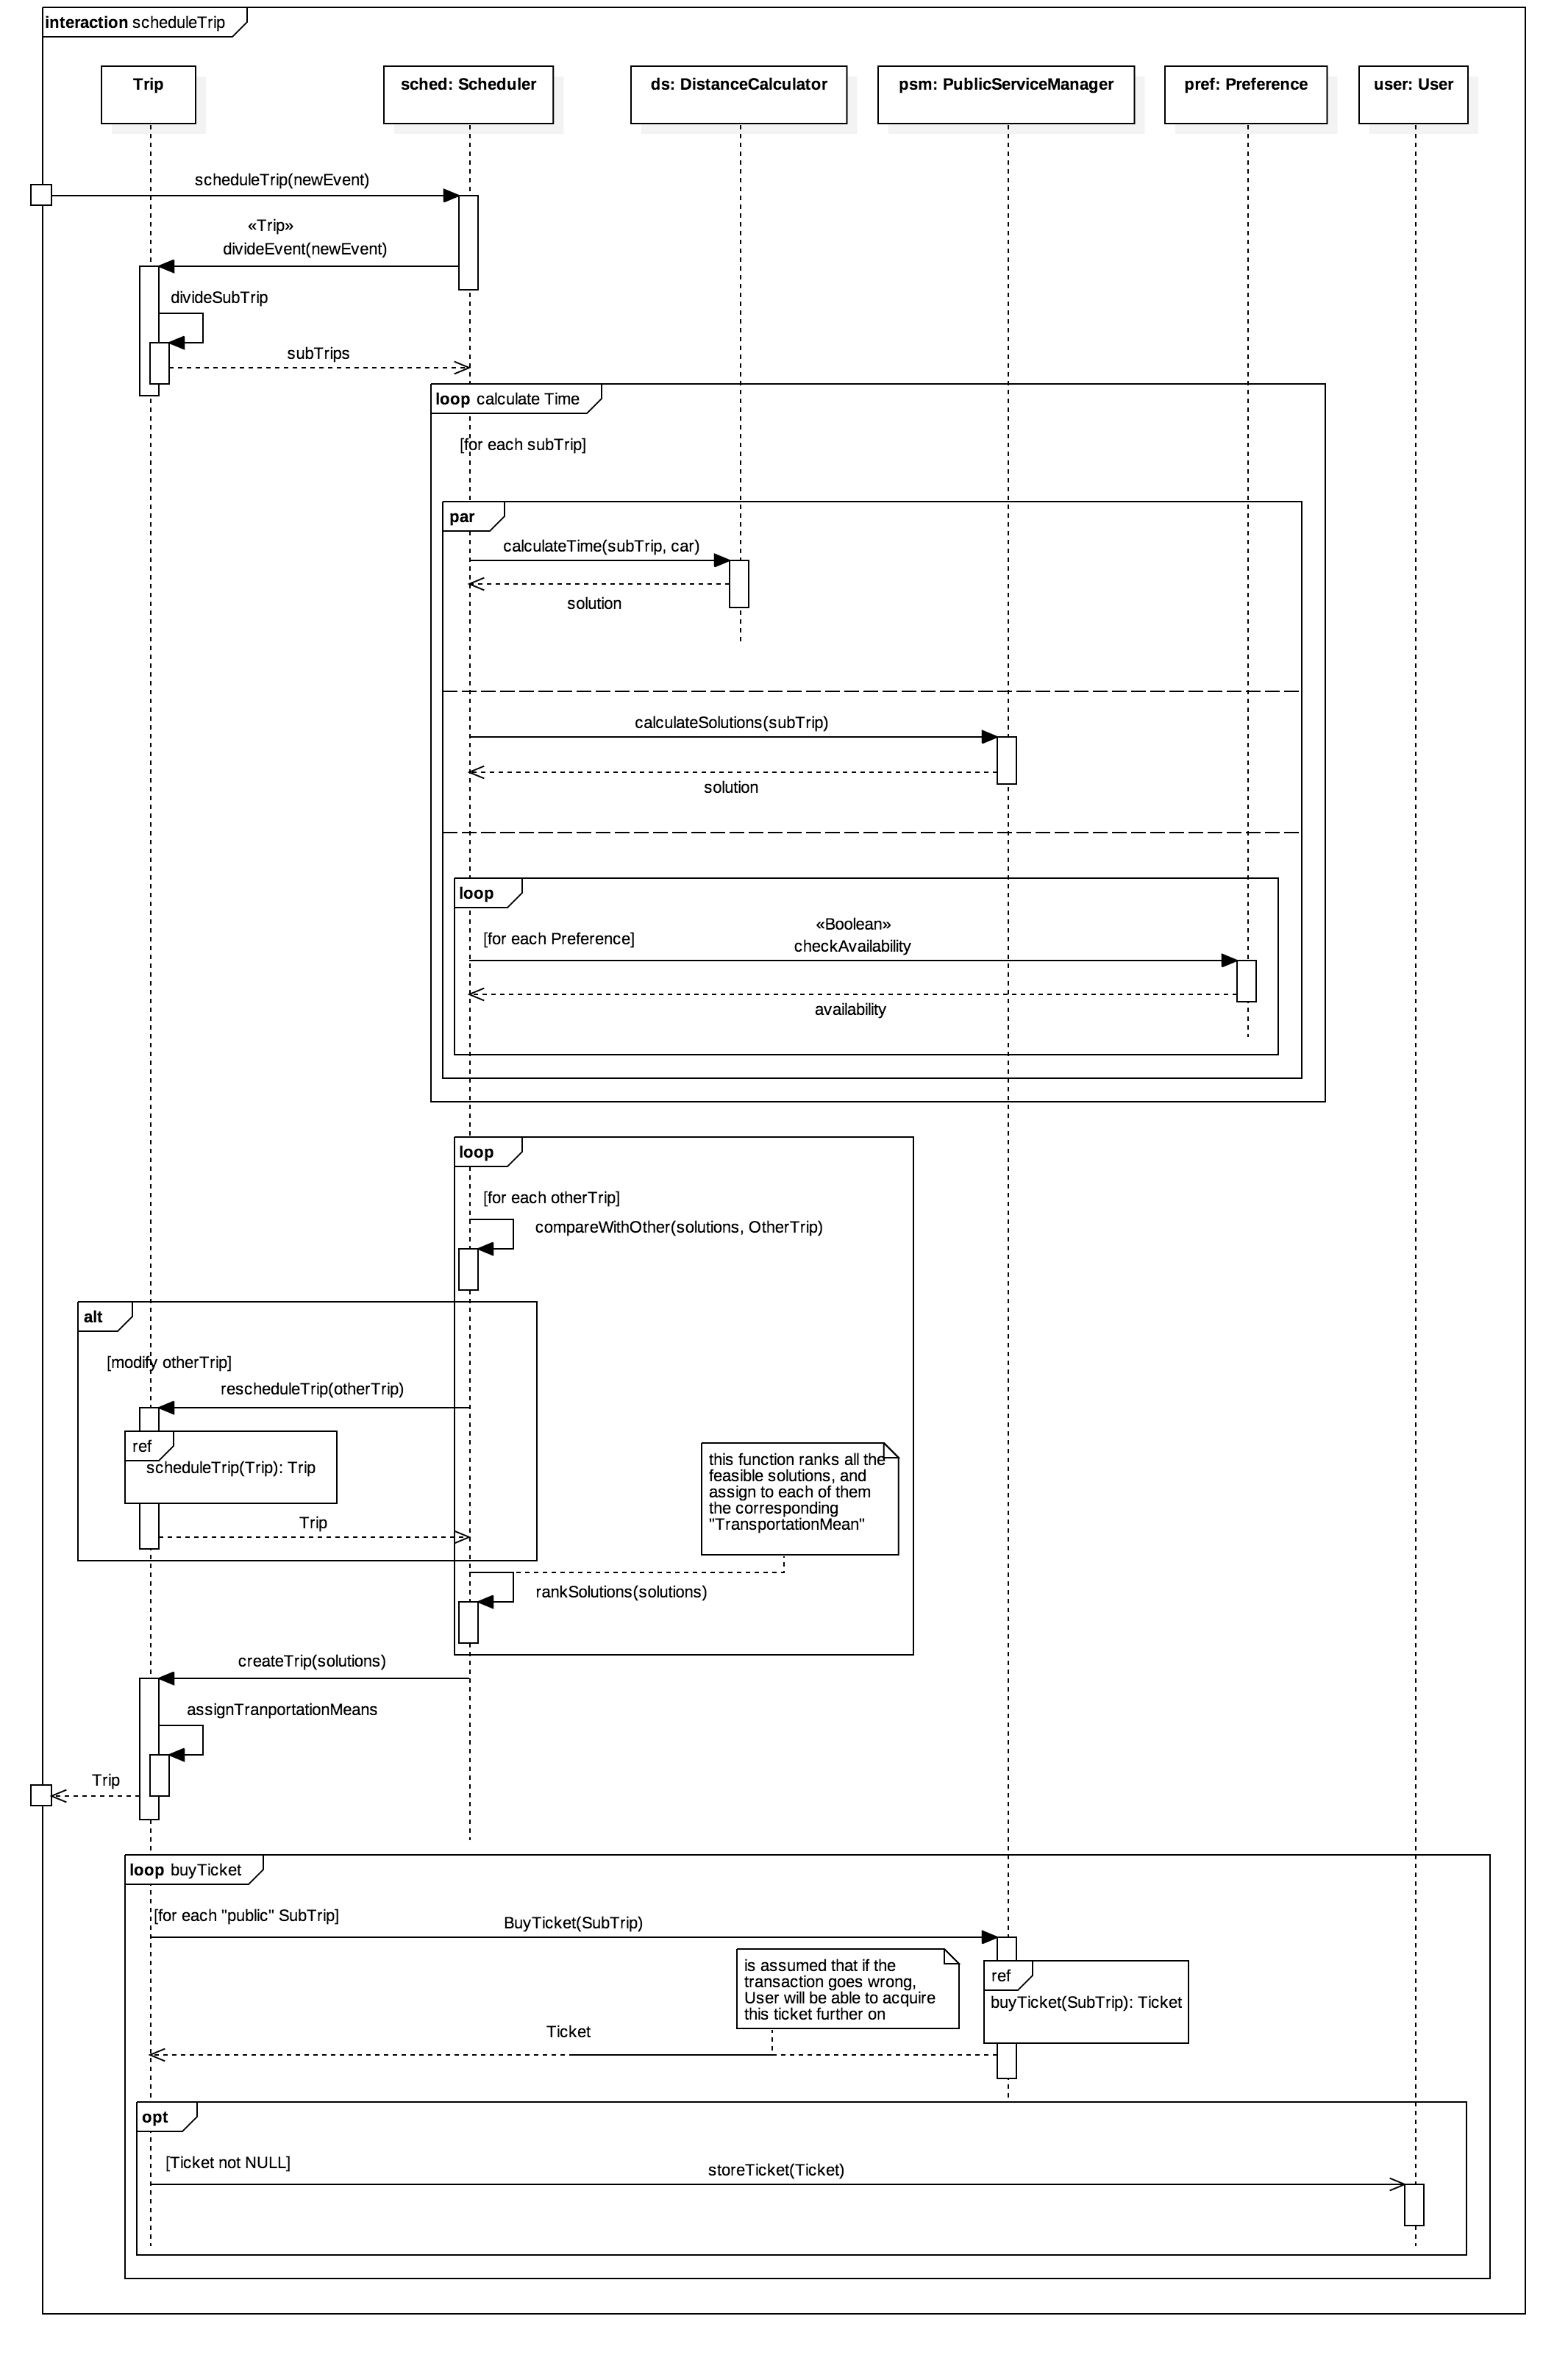 interaction scheduleTrip
Trip
sched: Scheduler
ds: DistanceCalculator
psm: PublicServiceManager
pref: Preference
user: User
scheduleTrip(newEvent)
«Trip»
divideEvent(newEvent)
divideSubTrip
subTrips
loop calculate Time
[for each subTrip]
par
calculateTime(subTrip, car)
solution
calculateSolutions(subTrip)
solution
loop
[for each Preference]
«Boolean»
checkAvailability
availability
loop
[for each otherTrip]
compareWithOther(solutions, OtherTrip)
alt
[modify otherTrip]
rescheduleTrip(otherTrip)
ref
scheduleTrip(Trip): Trip
this function ranks all the
feasible solutions, and
assign to each of them
the corresponding
"TransportationMean"
Trip
rankSolutions(solutions)
createTrip(solutions)
assignTranportationMeans
Trip
loop buyTicket
[for each "public" SubTrip]
BuyTicket(SubTrip)
is assumed that if the
transaction goes wrong,
User will be able to acquire
this ticket further on
ref
buyTicket(SubTrip): Ticket
Ticket
opt
[Ticket not NULL]
storeTicket(Ticket)